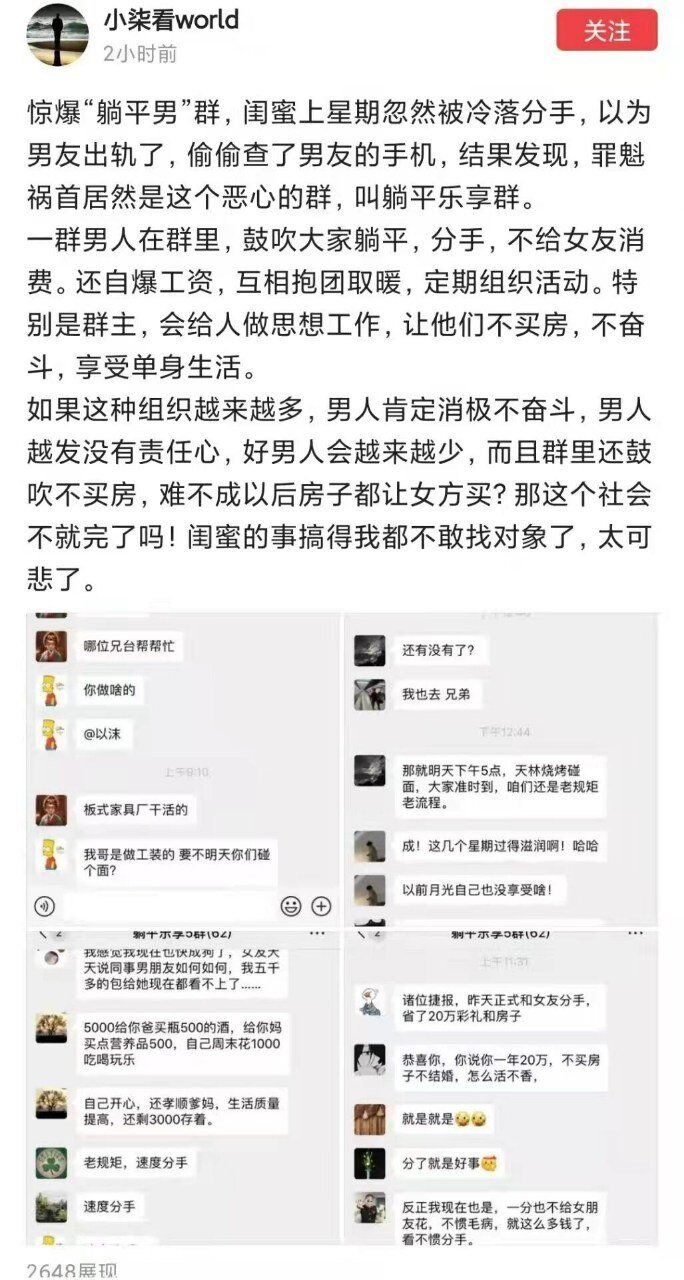 小柒看world
2小时前
关注
惊爆“躺平男”群，闺蜜上星期忽然被冷落分手，以为
男友出轨了，偷偷查了男友的手机，结果发现，罪魁
祸首居然是这个恶心的群，叫躺平乐享群。
一群男人在群里，鼓吹大家躺平，分手，不给女友消
费。还自爆工资，互相抱团取暖，定期组织活动。特
别是群主，会给人做思想工作，让他们不买房，不奋
斗，享受单身生活。
如果这种组织越来越多，男人肯定消极不奋斗，男人
越发没有责任心，好男人会越来越少，而且群里还鼓
吹不买房，难不成以后房子都让女方买？那这个社会
不就完了吗！闺蜜的事搞得我都不敢找对象了，太可
悲了。
哪位兄台帮帮忙
你做啥的
@以沫
上午9:10
板式家具厂干活的
我哥是做工装的 要不明天你们碰
个面?
还有没有了?
我也去 兄弟
下午12:44
那就明天下午5点，天林烧烤碰
面，大家准时到，咱们还是老规矩
老流程。
成！这几个星期过得滋润啊！哈哈
以前月光自己也没享受啥！
2
躺平乐享5群(62)
我感觉我现在也快成狗了，女友天
天说同事男朋友如何如何，我五千
多的包给她现在都看不上了......
5000给你爸买瓶500的酒，给你妈
买点营养品500，自己周末花1000
吃喝玩乐
自己开心，还孝顺爹妈，生活质量
提高，还剩3000存着。
老规矩，速度分手
速度分手
2
躺平乐享5群(62)
上午11:31
诸位捷报，昨天正式和女友分手，
省了20万彩礼和房子
恭喜你，你说你一年20万，不买房
子不结婚，怎么活不香，
就是就是🤪🤪
分了就是好事
反正我现在也是，一分也不给女朋
友花，不惯毛病，就这么多钱了，
看不惯分手。
2648展现